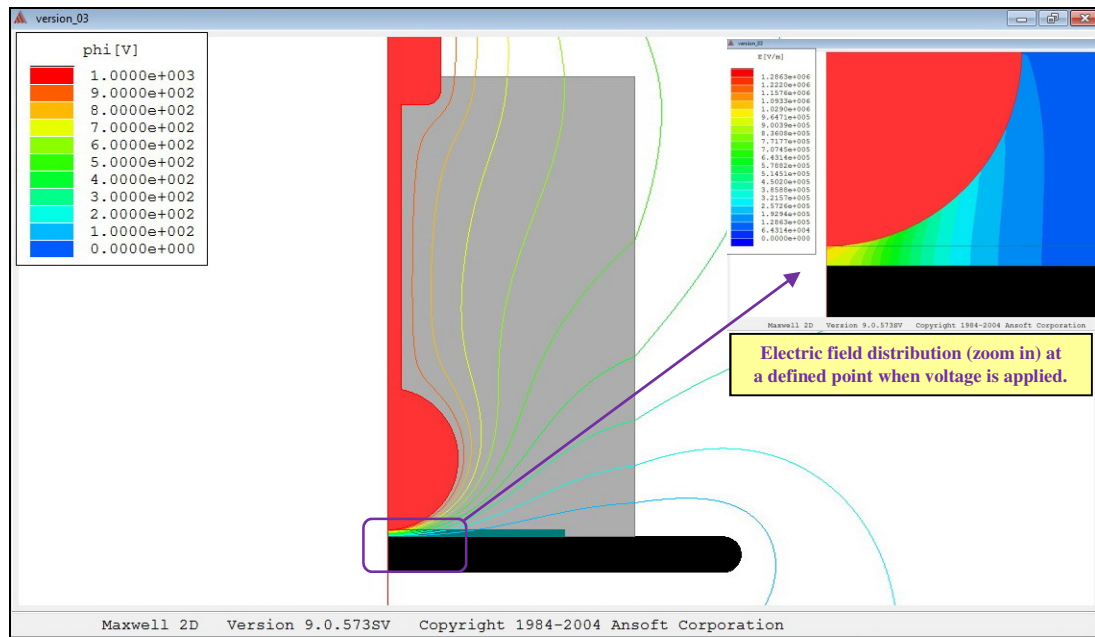 version_03
phi[V]
1.0000e+003
9.0000e+002
8.0000e+002
7.0000e+002
6.0000e+002
5.0000e+002
4.0000e+002
3.0000e+002
2.0000e+002
1.0000e+002
0.0000e+000
version_03
E[V/m]
1.2863e+006
1.2220e+006
1.1576e+006
1.0933e+006
1.0290e+006
9.6471e+005
9.0039e+005
8.3608e+005
7.7177e+005
7.0745e+005
6.4314e+005
5.7882e+005
5.1451e+005
4.5020e+005
3.8588e+005
3.2157e+005
2.5726e+005
1.9294e+005
1.2863e+005
6.4314e+004
0.0000e+000
Maxwell 2D Version 9.0.573SV Copyright 1984-2004 Ansoft Corporation
Electric field distribution (zoom in) at
a defined point when voltage is applied.
Maxwell 2D Version 9.0.573SV Copyright 1984-2004 Ansoft Corporation